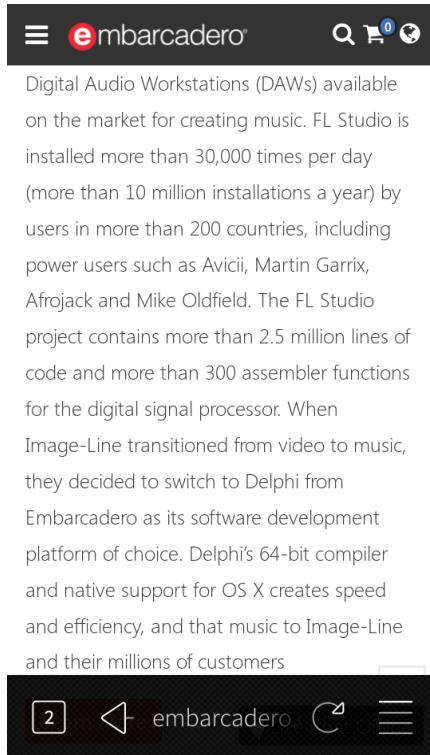 embarcadero®
0
Digital Audio Workstations (DAWs) available
on the market for creating music. FL Studio is
installed more than 30,000 times per day
(more than 10 million installations a year) by
users in more than 200 countries, including
power users such as Avicii, Martin Garrix,
Afrojack and Mike Oldfield. The FL Studio
project contains more than 2.5 million lines of
code and more than 300 assembler functions
for the digital signal processor. When
Image-Line transitioned from video to music,
they decided to switch to Delphi from
Embarcadero as its software development
platform of choice. Delphi’s 64-bit compiler
and native support for OS X creates speed
and efficiency, and that music to Image-Line
and their millions of customers
2
embarcadero.